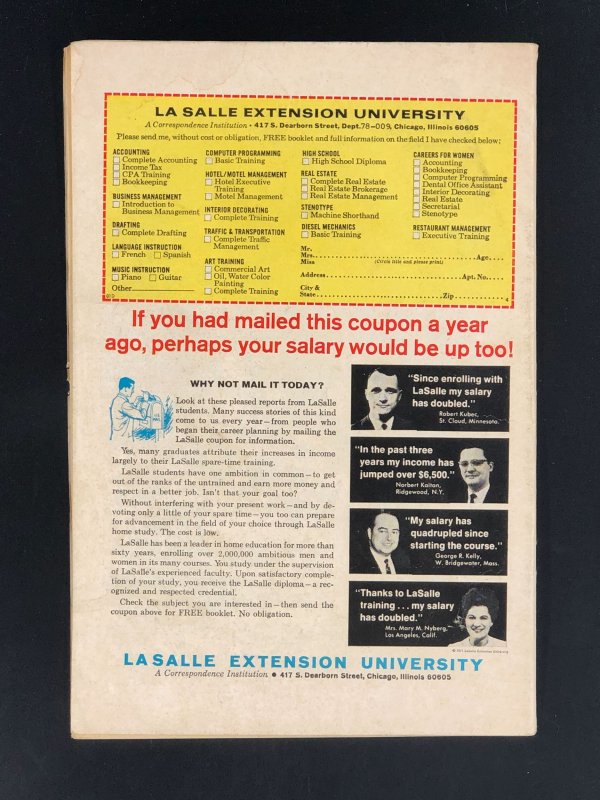 LA SALLE EXTENSION UNIVERSITY
A Correspondence Institution • 417 S. Dearborn Street, Dept. 78-009, Chicago, Illinois 60605
Please send me, without cost or obligation, FREE booklet and full information on the field I have checked below:
ACCOUNTING
Complete Accounting
Income Tax
CPA Training
Bookkeeping
BUSINESS MANAGEMENT
Introduction to
Business Management
DRAFTING
Complete Drafting
LANGUAGE INSTRUCTION
French Spanish
MUSIC INSTRUCTION
Piano Guitar
Other
COMPUTER PROGRAMMING
Basic Training
HOTEL/MOTEL MANAGEMENT
Hotel Executive
Training
Motel Management
INTERIOR DECORATING
Complete Training
TRAFFIC & TRANSPORTATION
Complete Traffic
Management
ART TRAINING
Commercial Art
Oil, Water Color
Painting
Complete Training
HIGH SCHOOL
High School Diploma
REAL ESTATE
Complete Real Estate
Real Estate Brokerage
Real Estate Management
STENOTYPE
Machine Shorthand
DIESEL MECHANICS
Basic Training
CAREERS FOR WOMEN
Accounting
Bookkeeping
Computer Programming
Dental Office Assistant
Interior Decorating
Real Estate
Secretarial
Stenotype
RESTAURANT MANAGEMENT
Executive Training
Mr.
Mrs. Age
Miss (Circle title and please print)
Address Apt. No.
City &
State Zip 4
If you had mailed this coupon a year
ago, perhaps your salary would be up too!
WHY NOT MAIL IT TODAY?
Look at these pleased reports from LaSalle
students. Many success stories of this kind
come to us every year—from people who
began their career planning by mailing the
LaSalle coupon for information.
Yes, many graduates attribute their increases in income
largely to their LaSalle spare-time training.
LaSalle students have one ambition in common—to get
out of the ranks of the untrained and earn more money and
respect in a better job. Isn't that your goal too?
Without interfering with your present work—and by de-
voting only a little of your spare time—you too can prepare
for advancement in the field of your choice through LaSalle
home study. The cost is low.
LaSalle has been a leader in home education for more than
sixty years, enrolling over 2,000,000 ambitious men and
women in its many courses. You study under the supervision
of LaSalle's experienced faculty. Upon satisfactory comple-
tion of your study, you receive the LaSalle diploma—a rec-
ognized and respected credential.
Check the subject you are interested in—then send the
coupon above for FREE booklet. No obligation.
"Since enrolling with
LaSalle my salary
has doubled."
Robert Kubec,
St. Cloud, Minnesota
"In the past three
years my income has
jumped over $6,500."
Norbert Kaiton,
Ridgewood, N.Y.
"My salary has
quadrupled since
starting the course."
George R. Kelly,
W. Bridgewater, Mass.
"Thanks to LaSalle
training ... my salary
has doubled."
Mrs. Mary M. Nyberg,
Los Angeles, Calif.
© 1971 LaSalle Extension University
LA SALLE EXTENSION UNIVERSITY
A Correspondence Institution • 417 S. Dearborn Street, Chicago, Illinois 60605